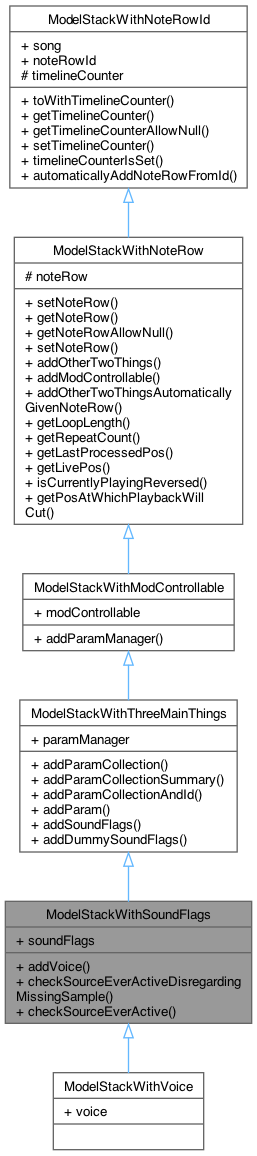 ModelStackWithNoteRowId
+ song
+ noteRowId
# timelineCounter
+ toWithTimelineCounter()
+ getTimelineCounter()
+ getTimelineCounterAllowNull()
+ setTimelineCounter()
+ timelineCounterIsSet()
+ automaticallyAddNoteRowFromId()
ModelStackWithNoteRow
# noteRow
+ setNoteRow()
+ getNoteRow()
+ getNoteRowAllowNull()
+ setNoteRow()
+ addOtherTwoThings()
+ addModControllable()
+ addOtherTwoThingsAutomatically
GivenNoteRow()
+ getLoopLength()
+ getRepeatCount()
+ getLastProcessedPos()
+ getLivePos()
+ isCurrentlyPlayingReversed()
+ getPosAtWhichPlaybackWill
Cut()
ModelStackWithModControllable
+ modControllable
+ addParamManager()
ModelStackWithThreeMainThings
+ paramManager
+ addParamCollection()
+ addParamCollectionSummary()
+ addParamCollectionAndId()
+ addParam()
+ addSoundFlags()
+ addDummySoundFlags()
ModelStackWithSoundFlags
+ soundFlags
+ addVoice()
+ checkSourceEverActiveDisregarding
MissingSample()
+ checkSourceEverActive()
ModelStackWithVoice
+ voice